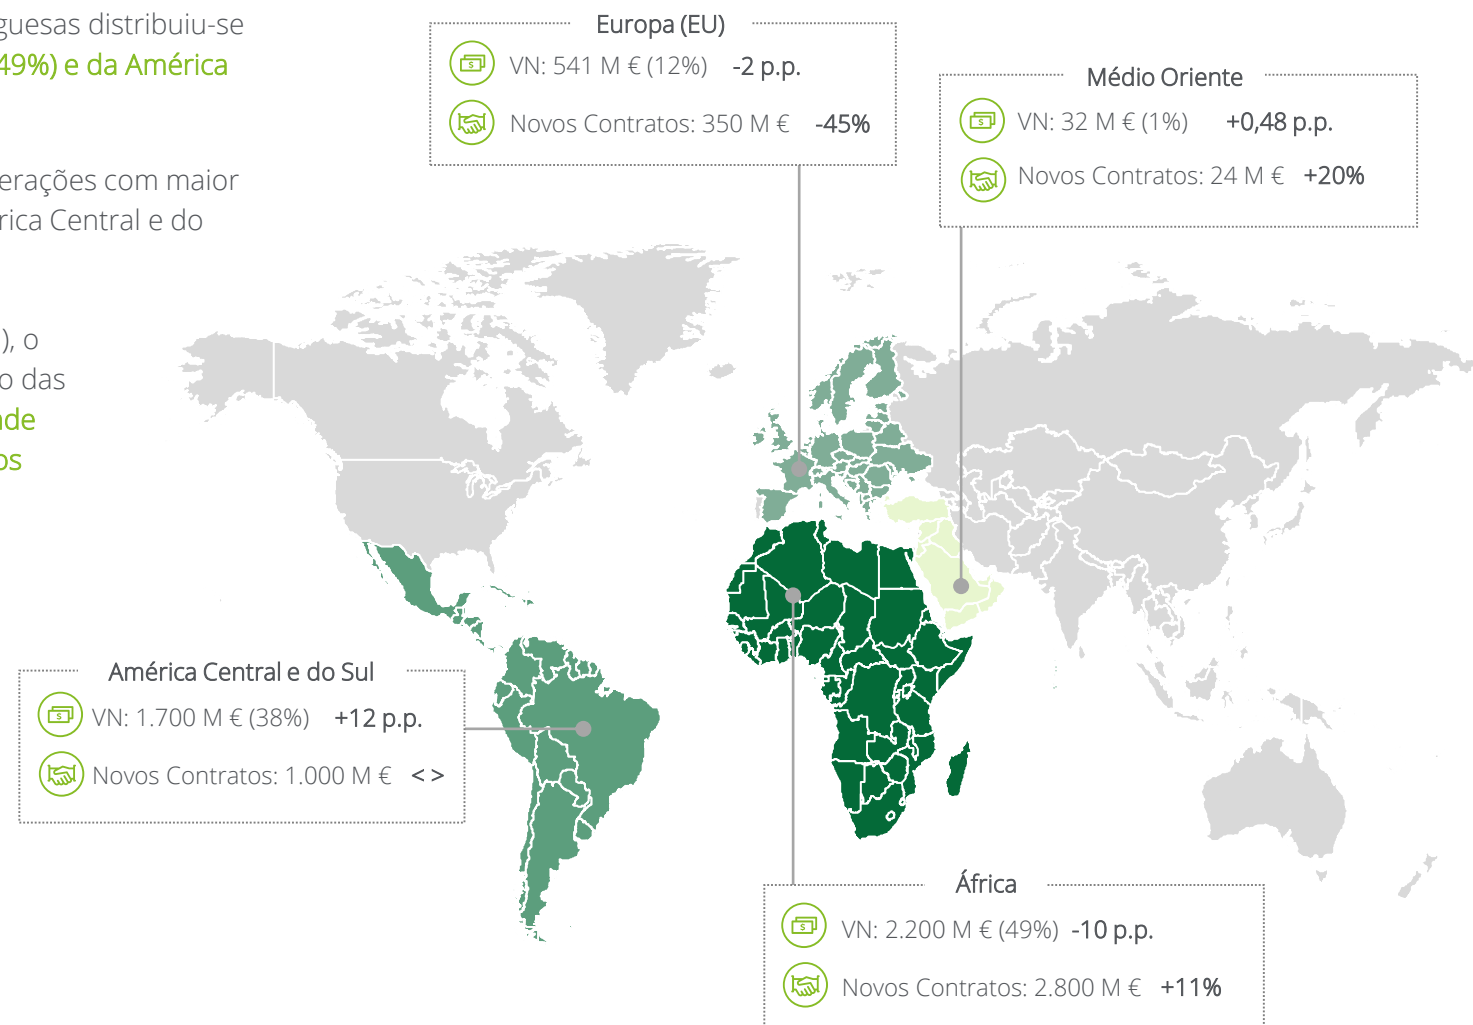 guesas distribuiu-se
49%) e da América
erações com maior
rica Central e do
), o
o das
nde
os
Europa (EU)
VN: 541 M € (12%) -2 p.p.
Novos Contratos: 350 M € -45%
Médio Oriente
VN: 32 M € (1%) +0,48 p.p.
Novos Contratos: 24 M € +20%
América Central e do Sul
VN: 1.700 M € (38%) +12 p.p.
Novos Contratos: 1.000 M € < >
África
VN: 2.200 M € (49%) -10 p.p.
Novos Contratos: 2.800 M € +11%